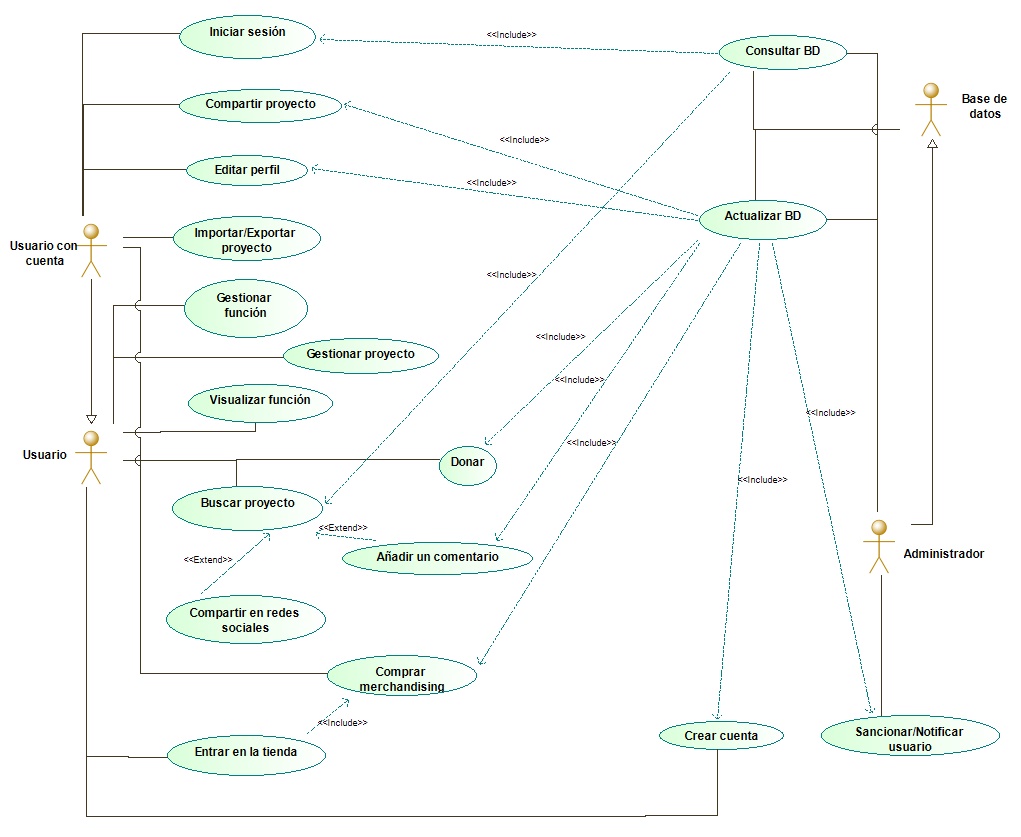 Iniciar sesión
<<Include>>
Consultar BD
Compartir proyecto
Base de
datos
<<Include>>
Editar perfil
<<Include>>
Actualizar BD
Usuario con
cuenta
Importar/Exportar
proyecto
<<Include>>
Gestionar
función
<<Include>>
Gestionar proyecto
<<Include>>
Visualizar función
<<Include>>
<<Include>>
Usuario
Donar
<<Include>>
Buscar proyecto
<<Extend>>
<<Extend>>
Añadir un comentario
Administrador
Compartir en redes
sociales
Comprar
merchandising
<<Include>>
Entrar en la tienda
Crear cuenta
Sancionar/Notificar
usuario